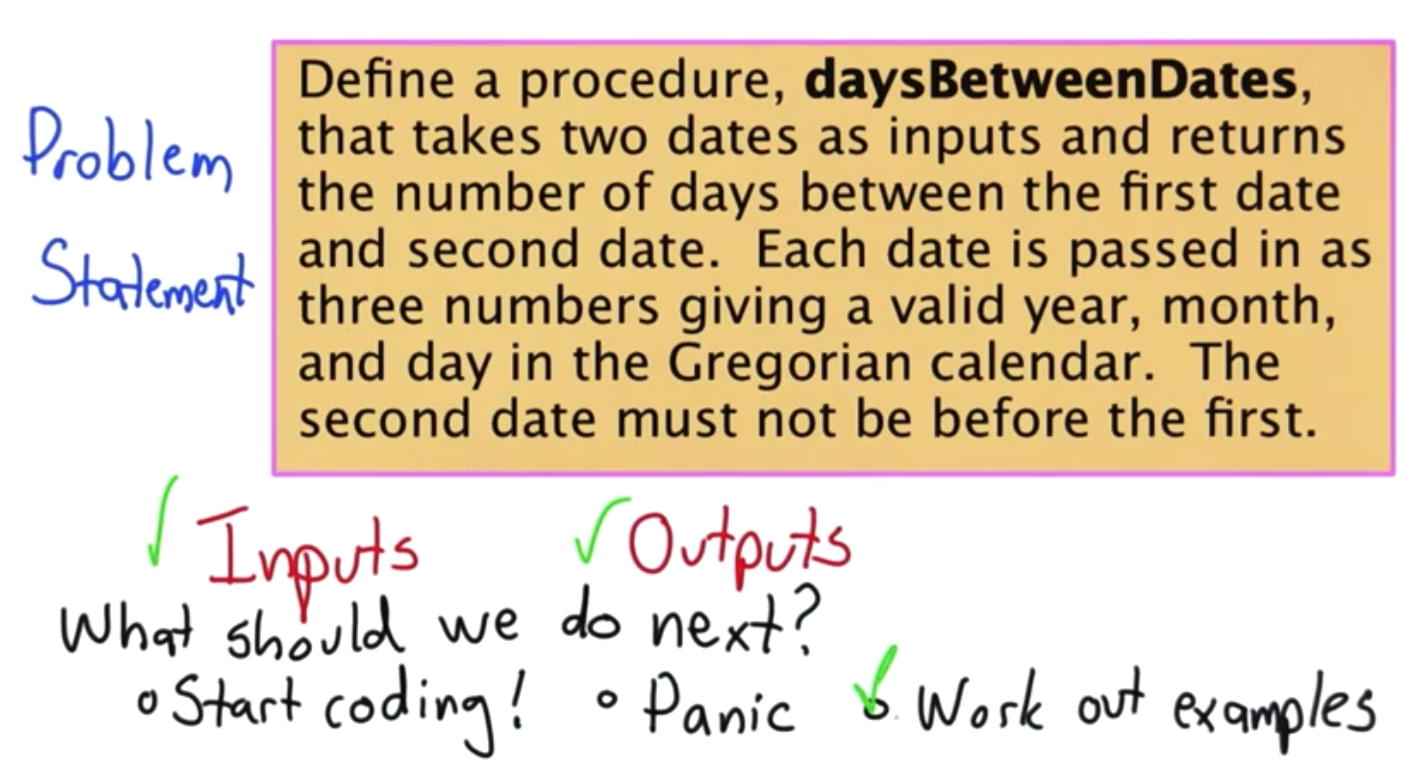 Problem
Statement
Define a procedure, daysBetweenDates,
that takes two dates as inputs and returns
the number of days between the first date
and second date. Each date is passed in as
three numbers giving a valid year, month,
and day in the Gregorian calendar. The
second date must not be before the first.
✓ Inputs ✓ Outputs
What should we do next?
o Start coding! o Panic ✓ o Work out examples